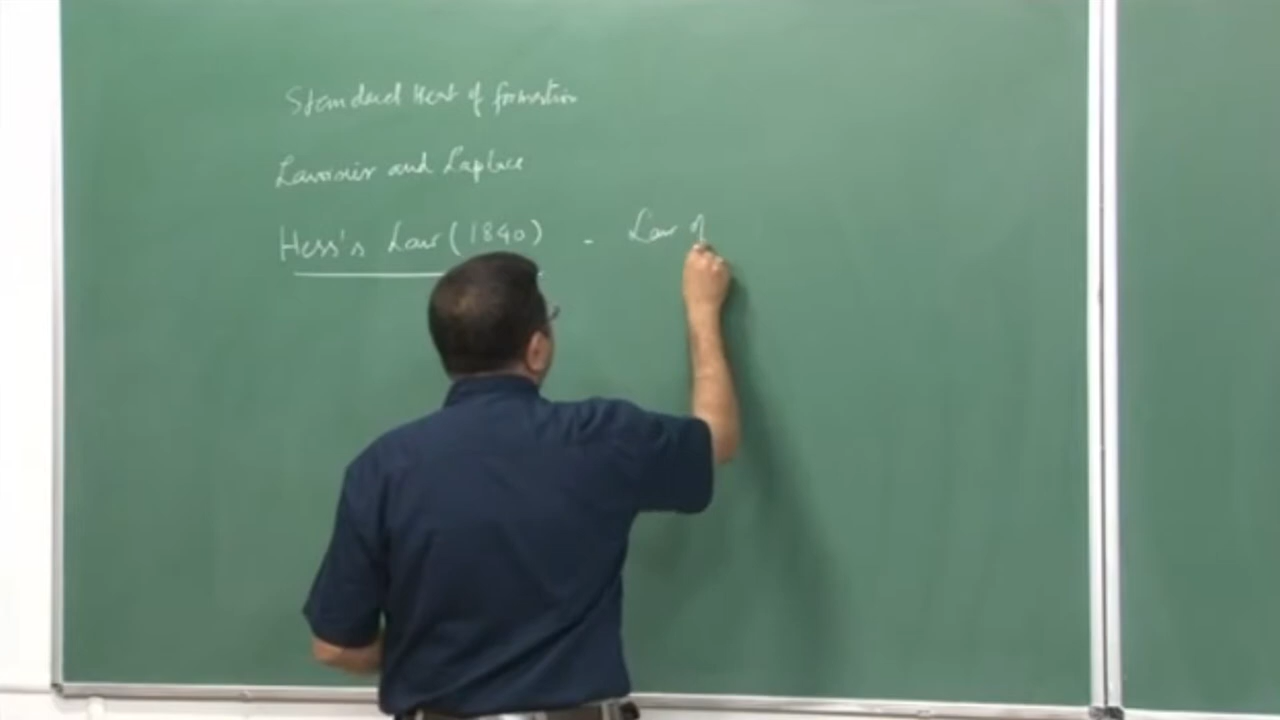 Standard Heat of formation
Lavoisier and Laplace
Hess's Law (1840) - Law of